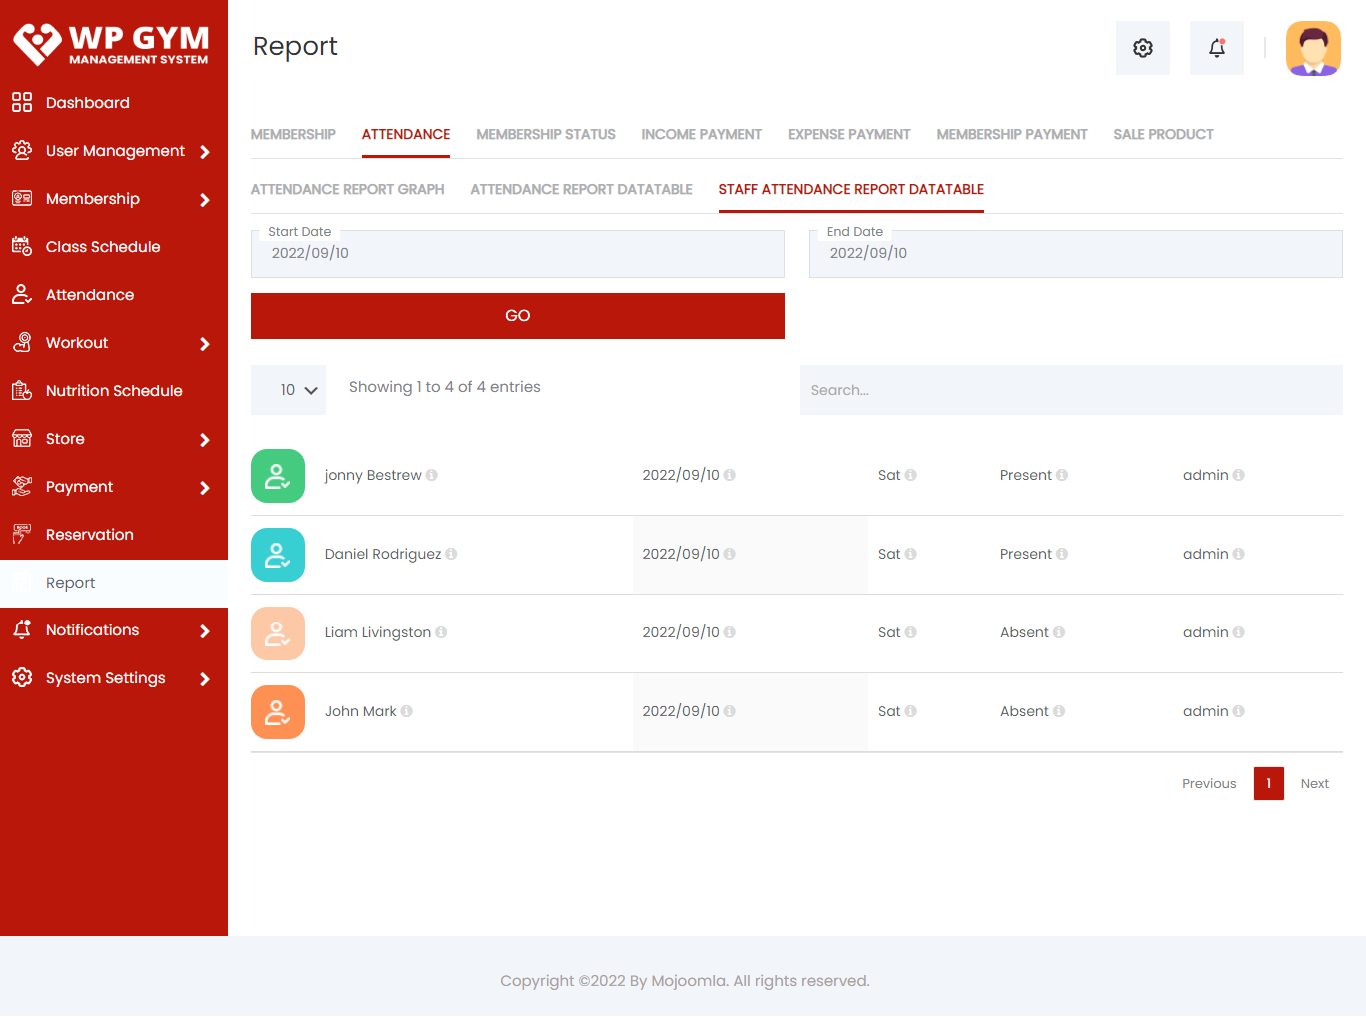 WP GYM
MANAGEMENT SYSTEM
Dashboard
User Management
Membership
Class Schedule
Attendance
Workout
Nutrition Schedule
Store
Payment
Reservation
Report
Notifications
System Settings
Report
MEMBERSHIP ATTENDANCE MEMBERSHIP STATUS INCOME PAYMENT EXPENSE PAYMENT MEMBERSHIP PAYMENT SALE PRODUCT
ATTENDANCE REPORT GRAPH ATTENDANCE REPORT DATATABLE STAFF ATTENDANCE REPORT DATATABLE
Start Date End Date
2022/09/10 2022/09/10
GO
10 Showing 1 to 4 of 4 entries Search...
jonny Bestrew 2022/09/10 Sat Present admin
Daniel Rodriguez 2022/09/10 Sat Present admin
Liam Livingston 2022/09/10 Sat Absent admin
John Mark 2022/09/10 Sat Absent admin
Previous 1 Next
Copyright ©2022 By Mojoomla. All rights reserved.